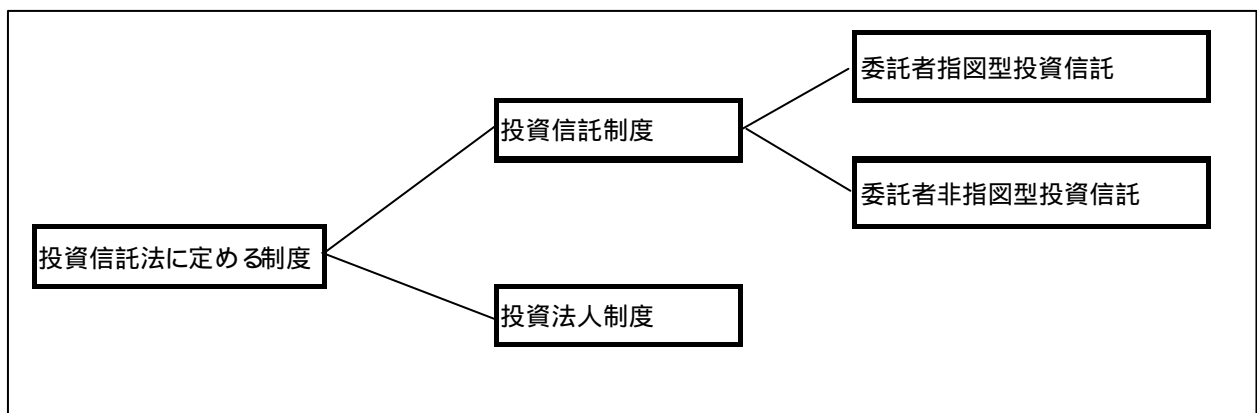 委託者指図型投資信託
投資信託制度
委託者非指図型投資信託
投資信託法に定める制度
投資法人制度